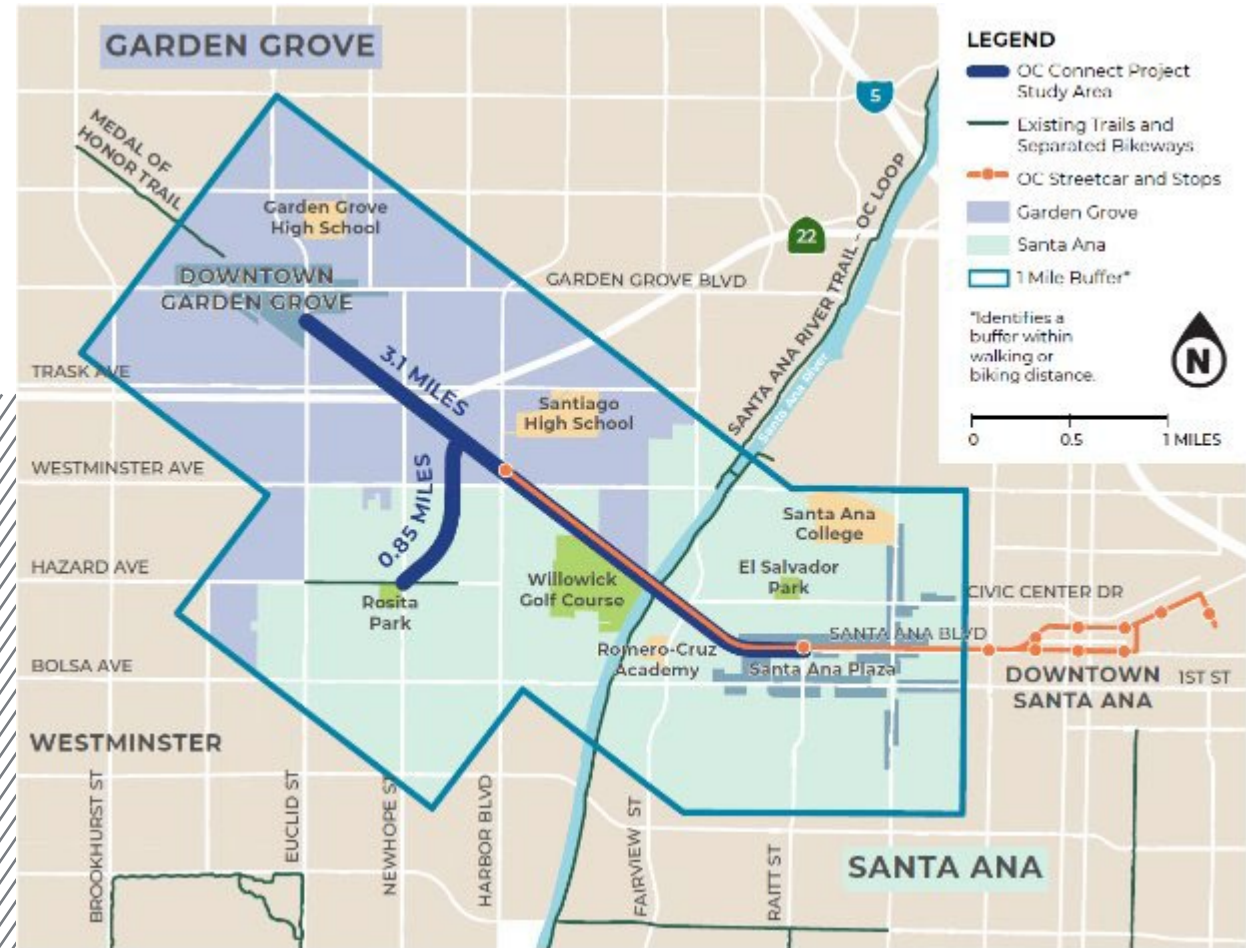 GARDEN GROVE
MEDAL OF
HONOR TRAIL
Garden Grove
High School
DOWNTOWN
GARDEN GROVE
GARDEN GROVE BLVD
5
22
SANTA ANA RIVER TRAIL - OC LOOP
Santa Ana River
TRASK AVE
3.1 MILES
Santiago
High School
WESTMINSTER AVE
0.85 MILES
Santa Ana
College
HAZARD AVE
Willowick
Golf Course
El Salvador
Park
Rosita
Park
CIVIC CENTER DR
SANTA ANA BLVD
Romero-Cruz
Academy
Santa Ana Plaza
BOLSA AVE
DOWNTOWN
SANTA ANA
1ST ST
WESTMINSTER
BROOKHURST ST
EUCLID ST
NEWHOPE ST
HARBOR BLVD
FAIRVIEW ST
RAITT ST
SANTA ANA
LEGEND
OC Connect Project
Study Area
Existing Trails and
Separated Bikeways
OC Streetcar and Stops
Garden Grove
Santa Ana
1 Mile Buffer*
*Identifies a
buffer within
walking or
biking distance.
N
0 0.5 1 MILES